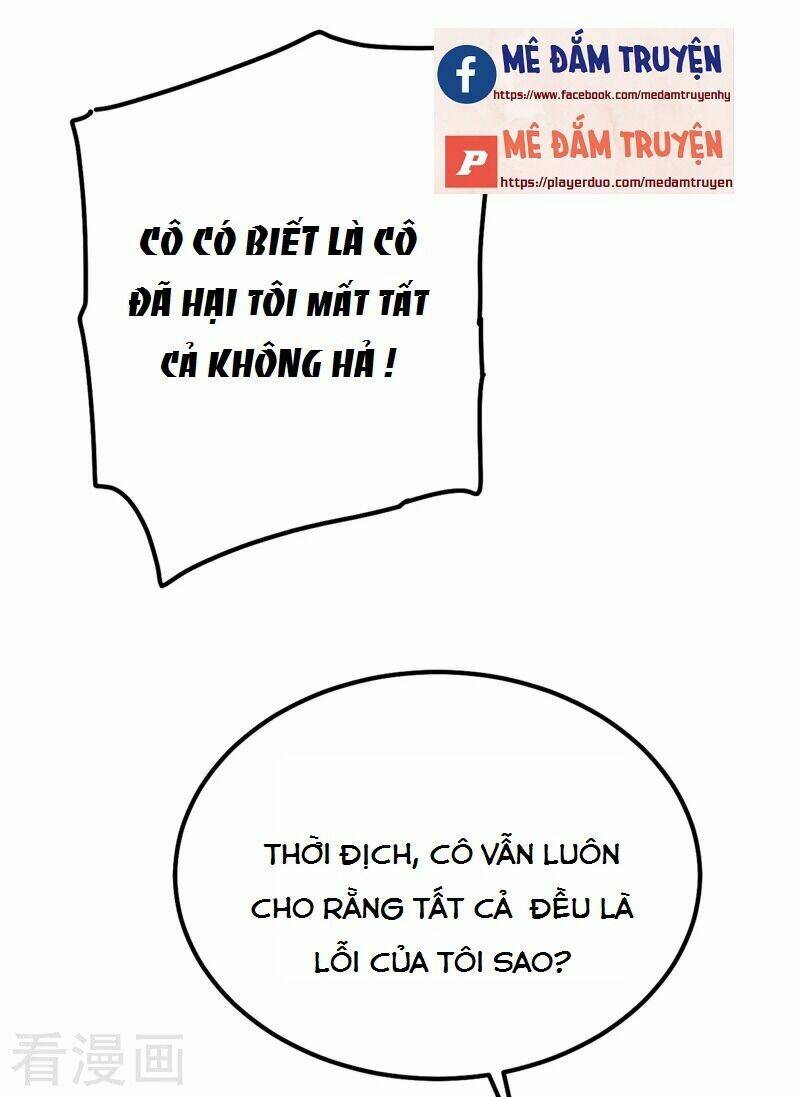 MÊ ĐẮM TRUYỆN
https://www.facebook.com/medamtruyenhy
P MÊ ĐẮM TRUYỆN
https://playerduo.com/medamtruyen
CÔ CÓ BIẾT LÀ CÔ
ĐÃ HẠI TÔI MẤT TẤT
CẢ KHÔNG HẢ!
THỜI ĐỊCH, CÔ VẪN LUÔN
CHO RẰNG TẤT CẢ ĐỀU LÀ
LỖI CỦA TÔI SAO?
看漫画